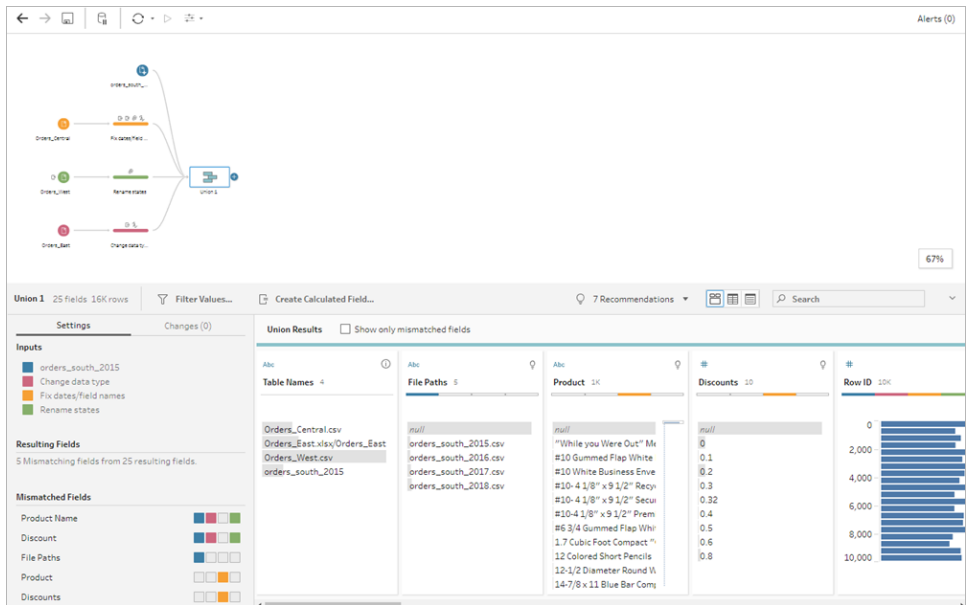 Alerts (0)
orders_south_...
Orders_Central
Fix dates/field ...
Orders_West
Rename states
Union 1
Orders_East
Change data ty...
67%
Union 1 25 fields 16K rows Filter Values... Create Calculated Field... 7 Recommendations Search
Settings Changes (0)
Union Results Show only mismatched fields
Inputs
orders_south_2015
Change data type
Fix dates/field names
Rename states
Resulting Fields
5 Mismatching fields from 25 resulting fields.
Mismatched Fields
Product Name
Discount
File Paths
Product
Discounts
Abc
Table Names 4
Orders_Central.csv
Orders_East.xlsx/Orders_East
Orders_West.csv
orders_south_2015
Abc
File Paths 5
null
orders_south_2015.csv
orders_south_2016.csv
orders_south_2017.csv
orders_south_2018.csv
Abc
Product 1K
null
"While you Were Out" Me
#10 Gummed Flap White
#10 White Business Enve
#10- 4 1/8" x 9 1/2" Recy
#10- 4 1/8" x 9 1/2" Secu
#10-4 1/8" x 9 1/2" Prem
#6 3/4 Gummed Flap Whi
1.7 Cubic Foot Compact "
12 Colored Short Pencils
12-1/2 Diameter Round W
14-7/8 x 11 Blue Bar Comp
#
Discounts 10
null
0
0.1
0.2
0.3
0.32
0.4
0.5
0.6
0.8
#
Row ID 10K
0
2,000
4,000
6,000
8,000
10,000